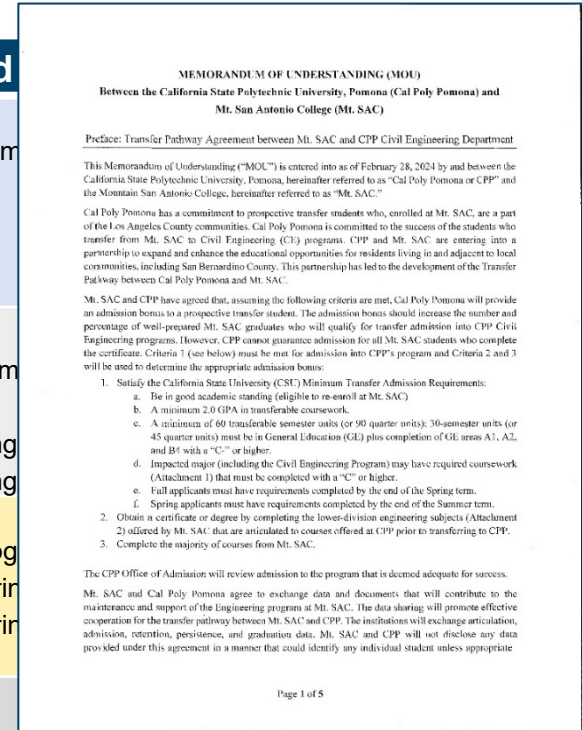 d
m
m
ng
ng
og
rin
rin
MEMORANDUM OF UNDERSTANDING (MOU)
Between the California State Polytechnic University, Pomona (Cal Poly Pomona) and
Mt. San Antonio College (Mt. SAC)
Preface: Transfer Pathway Agreement between Mt. SAC and CPP Civil Engineering Department
This Memorandum of Understanding ("MOU") is entered into as of February 28, 2024 by and between the
California State Polytechnic University, Pomona, hereinafter referred to as "Cal Poly Pomona or CPP" and
the Mountain San Antonio College, hereinafter referred to as "Mt. SAC."
Cal Poly Pomona has a commitment to prospective transfer students who, enrolled at Mt. SAC, are a part
of the Los Angeles County communities. Cal Poly Pomona is committed to the success of the students who
transfer from Mt. SAC to Civil Engineering (CE) programs. CPP and Mt. SAC are entering into a
partnership to expand and enhance the educational opportunities for residents living in and adjacent to local
communities, including San Bernardino County. This partnership has led to the development of the Transfer
Pathway between Cal Poly Pomona and Mt. SAC.
Mt. SAC and CPP have agreed that, assuming the following criteria are met, Cal Poly Pomona will provide
an admission bonus to a prospective transfer student. The admission bonus should increase the number and
percentage of well-prepared Mt. SAC graduates who will qualify for transfer admission into CPP Civil
Engineering programs. However, CPP cannot guarantee admission for all Mt. SAC students who complete
the certificate. Criteria 1 (see below) must be met for admission into CPP's program and Criteria 2 and 3
will be used to determine the appropriate admission bonus:
1. Satisfy the California State University (CSU) Minimum Transfer Admission Requirements:
a. Be in good academic standing (eligible to re-enroll at Mt. SAC)
b. A minimum 2.0 GPA in transferable coursework.
c. A minimum of 60 transferable semester units (or 90 quarter units); 30-semester units (or
45 quarter units) must be in General Education (GE) plus completion of GE areas A1, A2,
and B4 with a "C-" or higher.
d. Impacted major (including the Civil Engineering Program) may have required coursework
(Attachment 1) that must be completed with a "C" or higher.
e. Fall applicants must have requirements completed by the end of the Spring term.
f. Spring applicants must have requirements completed by the end of the Summer term.
2. Obtain a certificate or degree by completing the lower-division engineering subjects (Attachment
2) offered by Mt. SAC that are articulated to courses offered at CPP prior to transferring to CPP.
3. Complete the majority of courses from Mt. SAC.
The CPP Office of Admission will review admission to the program that is deemed adequate for success.
Mt. SAC and Cal Poly Pomona agree to exchange data and documents that will contribute to the
maintenance and support of the Engineering program at Mt. SAC. The data sharing will promote effective
cooperation for the transfer pathway between Mt. SAC and CPP. The institutions will exchange articulation,
admission, retention, persistence, and graduation data. Mt. SAC and CPP will not disclose any data
provided under this agreement in a manner that could identify any individual student unless appropriate
Page 1 of 5